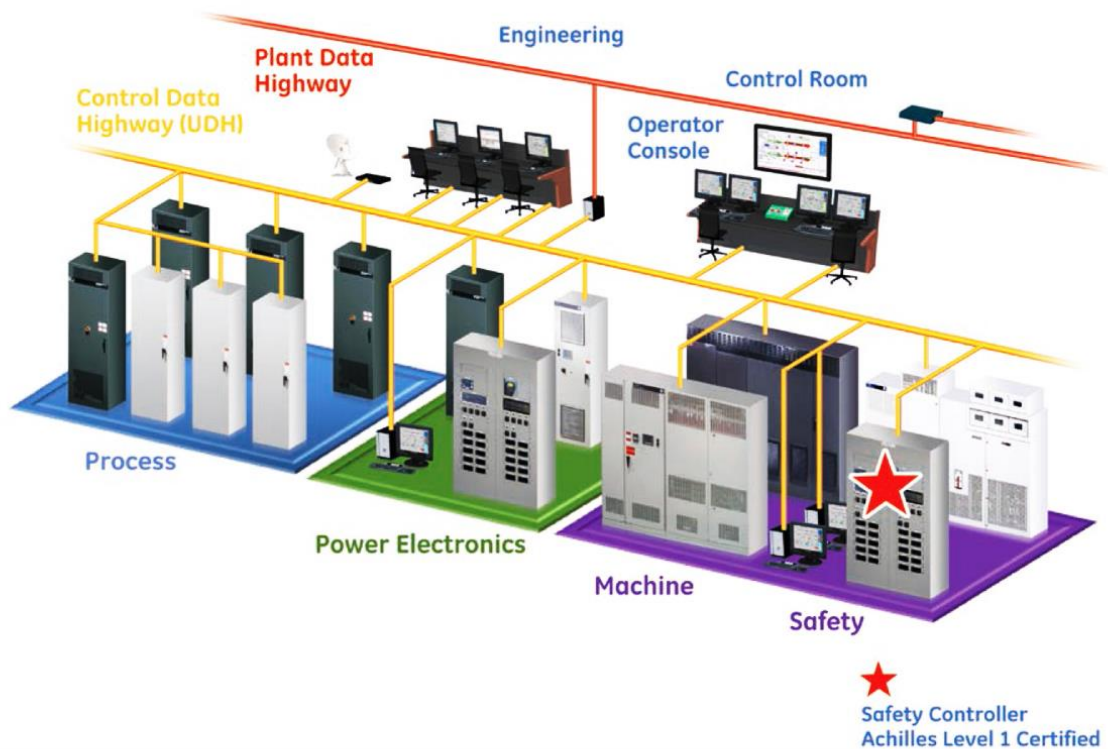 Engineering
Plant Data
Highway
Control Room
Control Data
Highway (UDH)
Operator
Console
Process
Power Electronics
Machine
Safety
Safety Controller
Achilles Level 1 Certified